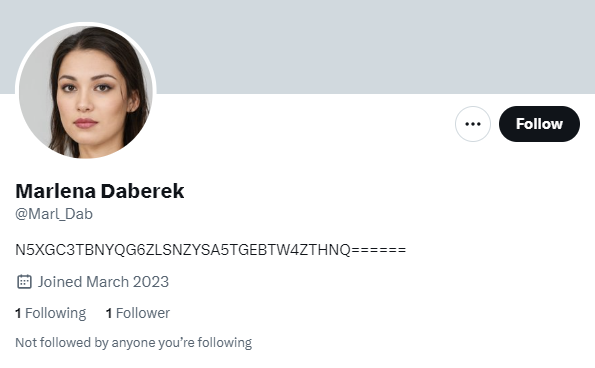 Follow
Marlena Daberek
@Marl_Dab
N5XGC3TBNYQG6ZLSNZYSA5TGEBTW4ZTHNQ======
Joined March 2023
1 Following 1 Follower
Not followed by anyone you’re following